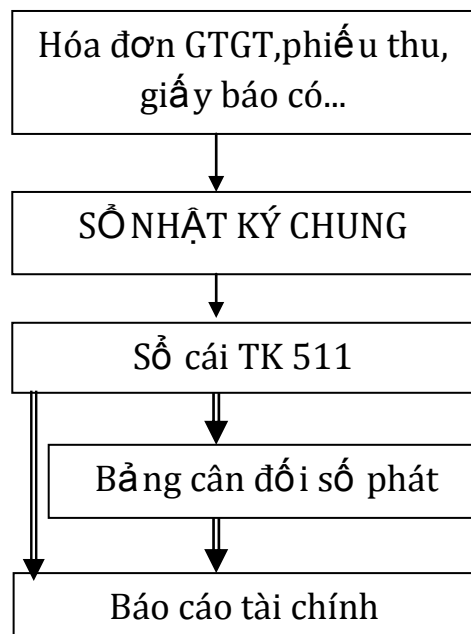 Hóa đơn GTGT,phiếu thu,
giấy báo có...
SỔ NHẬT KÝ CHUNG
Sổ cái TK 511
Bảng cân đối số phát
Báo cáo tài chính